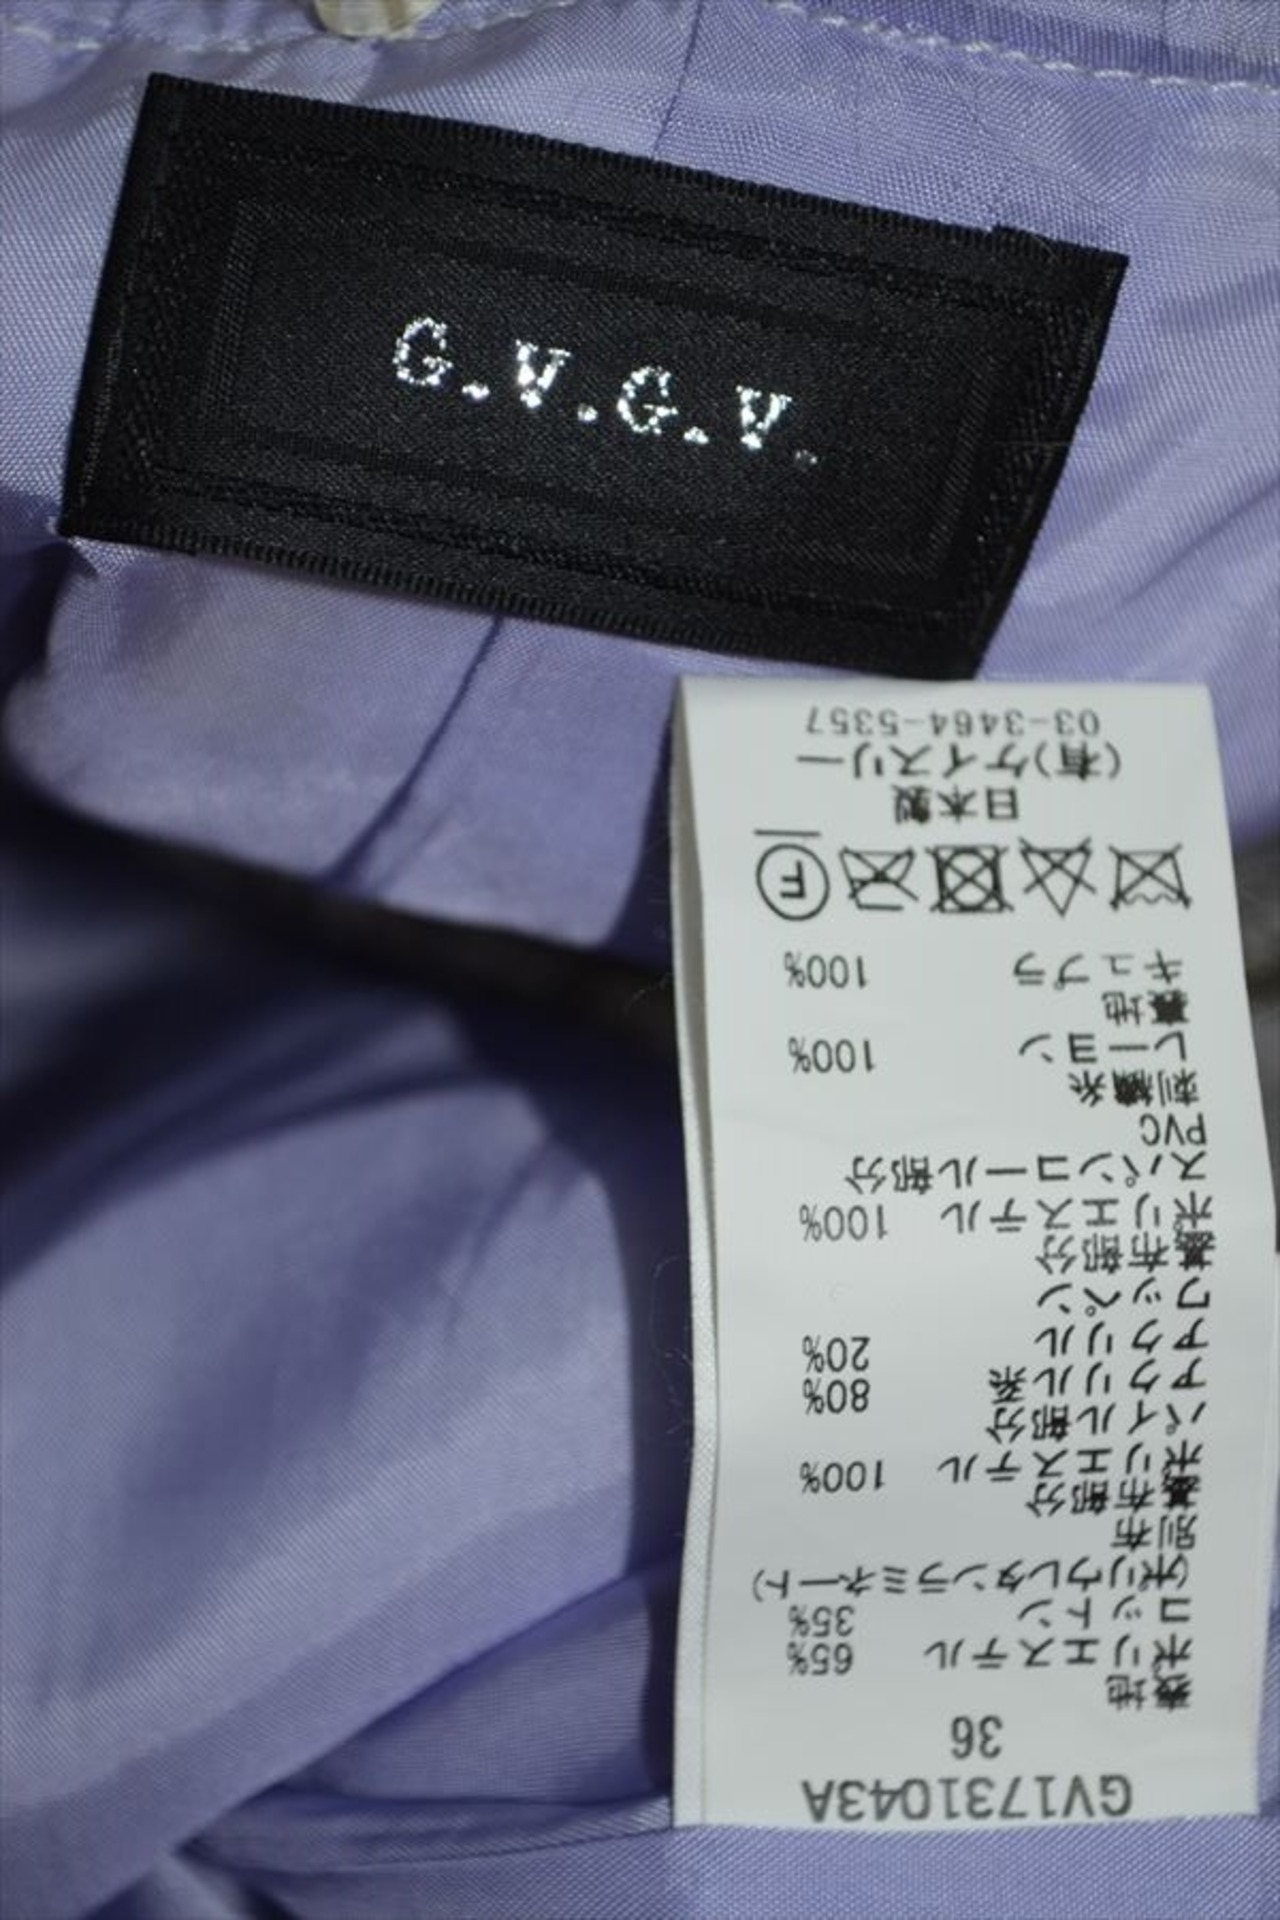 G.V.G.V.
GV1731043A
36
表地
ポリエステル 65%
コットン 35%
(ポリウレタンラミネート)
別布
基布部分
ポリエステル 100%
パイル部分
アクリル系 80%
アクリル 20%
ワッペン
基布部分
ポリエステル 100%
スパンコール部分
PVC
刺繍糸
レーヨン 100%
裏地
キュプラ 100%
F
日本製
(有)ケイスリー
03-3464-5357